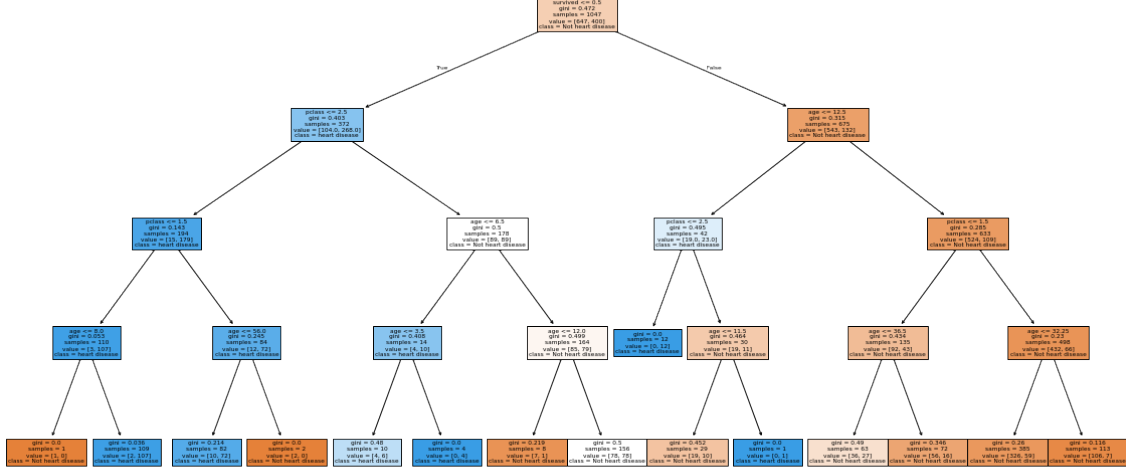 survived <= 0.5
gini = 0.472
samples = 1047
value = [647, 400]
class = Not heart disease
True
False
pclass <= 2.5
gini = 0.403
samples = 372
value = [104.0, 268.0]
class = heart disease
age <= 12.5
gini = 0.315
samples = 675
value = [543, 132]
class = Not heart disease
pclass <= 1.5
gini = 0.143
samples = 194
value = [15, 179]
class = heart disease
age <= 6.5
gini = 0.5
samples = 178
value = [89, 89]
class = Not heart disease
pclass <= 2.5
gini = 0.495
samples = 42
value = [19.0, 23.0]
class = heart disease
pclass <= 1.5
gini = 0.285
samples = 633
value = [524, 109]
class = Not heart disease
age <= 8.0
gini = 0.053
samples = 110
value = [3, 107]
class = heart disease
age <= 56.0
gini = 0.245
samples = 84
value = [12, 72]
class = heart disease
age <= 3.5
gini = 0.408
samples = 14
value = [4, 10]
class = heart disease
age <= 12.0
gini = 0.499
samples = 164
value = [85, 79]
class = Not heart disease
gini = 0.0
samples = 12
value = [0, 12]
class = heart disease
age <= 11.5
gini = 0.464
samples = 30
value = [19, 11]
class = Not heart disease
age <= 36.5
gini = 0.434
samples = 135
value = [92, 43]
class = Not heart disease
age <= 32.25
gini = 0.23
samples = 498
value = [432, 66]
class = Not heart disease
gini = 0.0
samples = 1
value = [1, 0]
class = Not heart disease
gini = 0.036
samples = 109
value = [2, 107]
class = heart disease
gini = 0.214
samples = 82
value = [10, 72]
class = heart disease
gini = 0.0
samples = 2
value = [2, 0]
class = Not heart disease
gini = 0.48
samples = 10
value = [4, 6]
class = heart disease
gini = 0.0
samples = 4
value = [0, 4]
class = heart disease
gini = 0.219
samples = 8
value = [7, 1]
class = Not heart disease
gini = 0.5
samples = 156
value = [78, 78]
class = Not heart disease
gini = 0.452
samples = 29
value = [19, 10]
class = Not heart disease
gini = 0.0
samples = 1
value = [0, 1]
class = heart disease
gini = 0.49
samples = 63
value = [36, 27]
class = Not heart disease
gini = 0.346
samples = 72
value = [56, 16]
class = Not heart disease
gini = 0.26
samples = 385
value = [326, 59]
class = Not heart disease
gini = 0.116
samples = 113
value = [106, 7]
class = Not heart disease